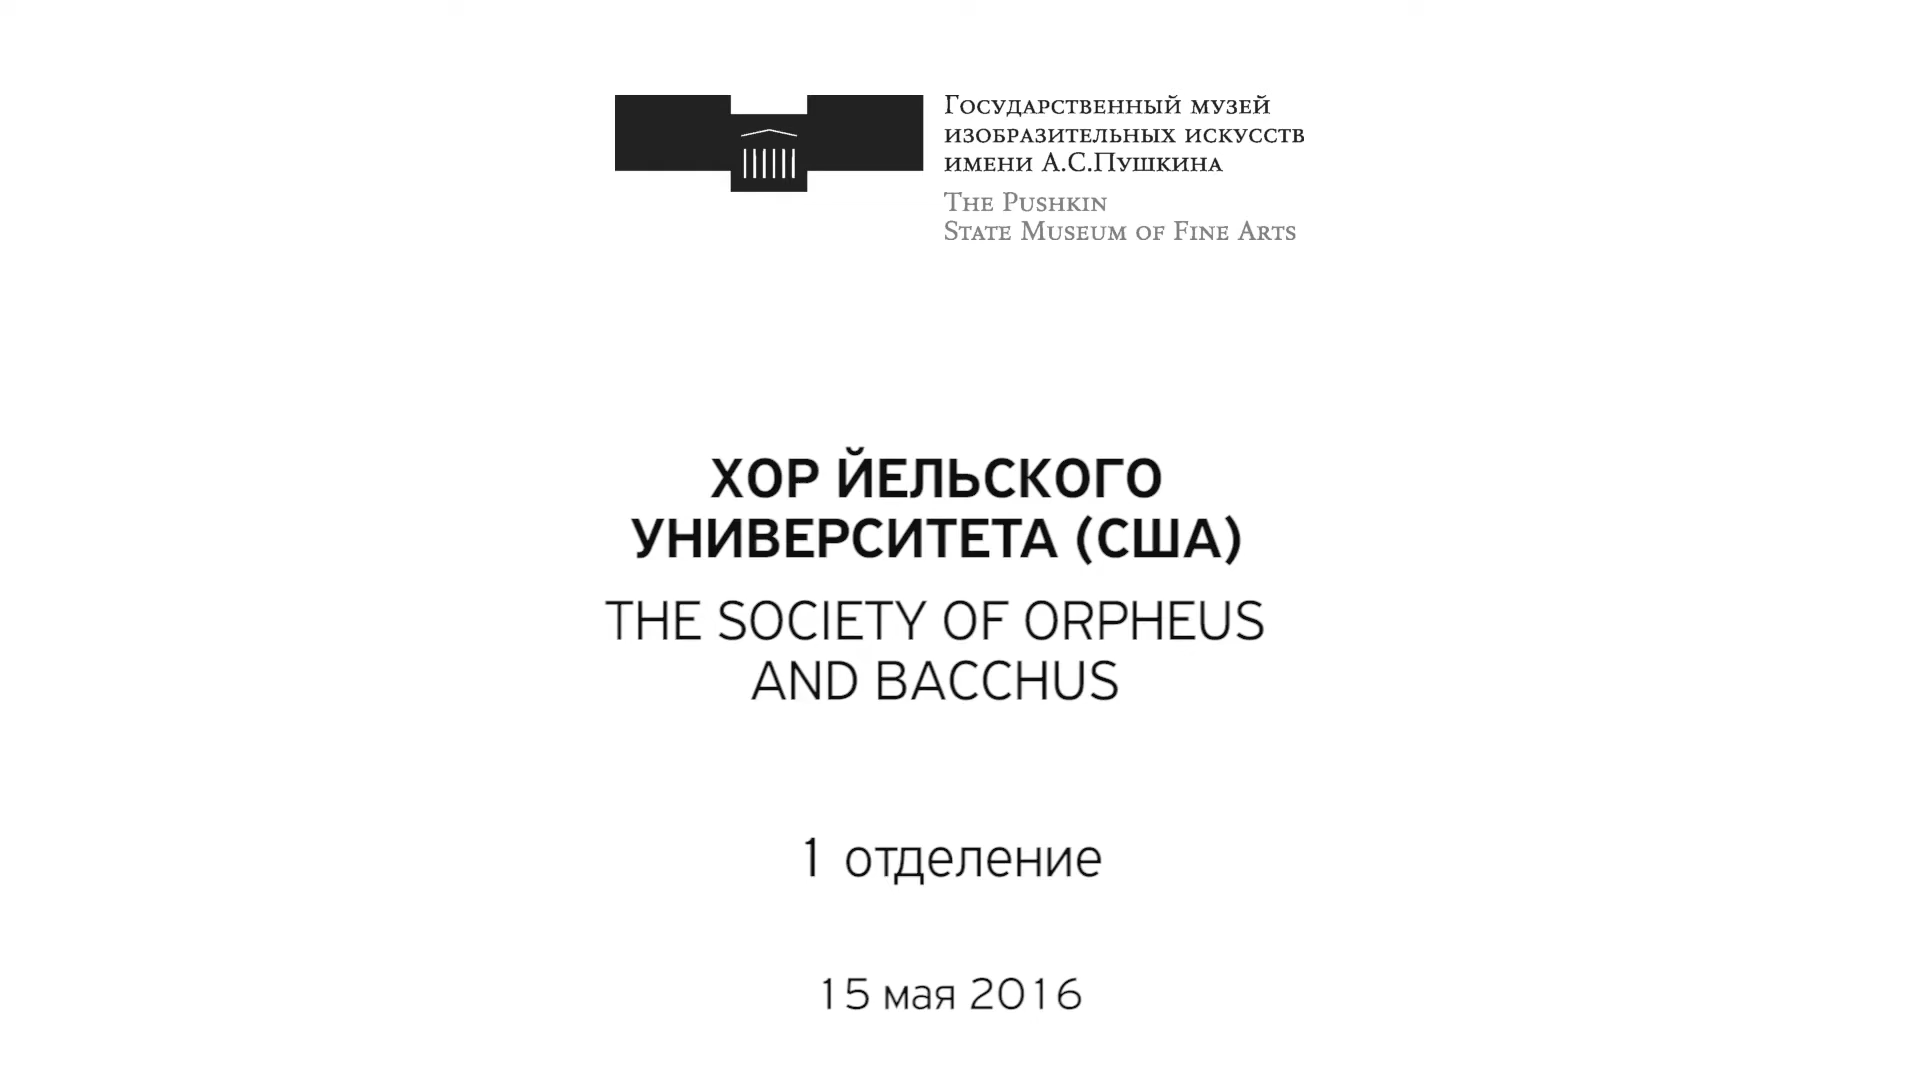 Государственный музей
изобразительных искусств
имени А.С.Пушкина
The Pushkin
State Museum of Fine Arts
ХОР ЙЕЛЬСКОГО
УНИВЕРСИТЕТА (США)
THE SOCIETY OF ORPHEUS
AND BACCHUS
1 отделение
15 мая 2016